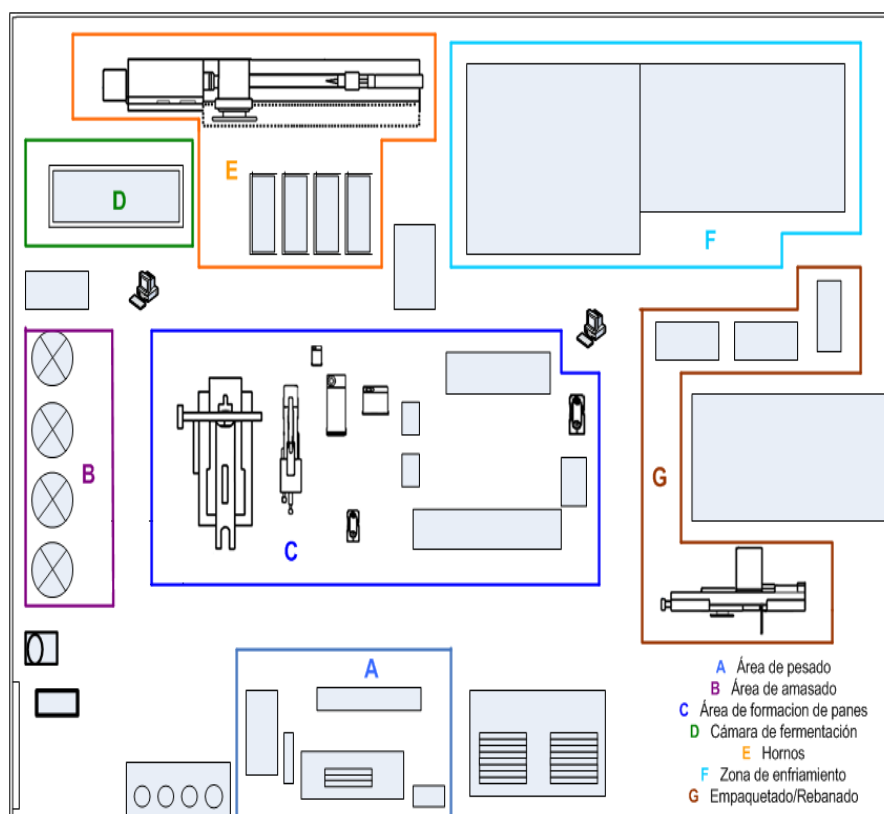 E
D
F
B
G
C
A
A Área de pesado
B Área de amasado
C Área de formacion de panes
D Cámara de fermentación
E Hornos
F Zona de enfriamiento
G Empaquetado/Rebanado